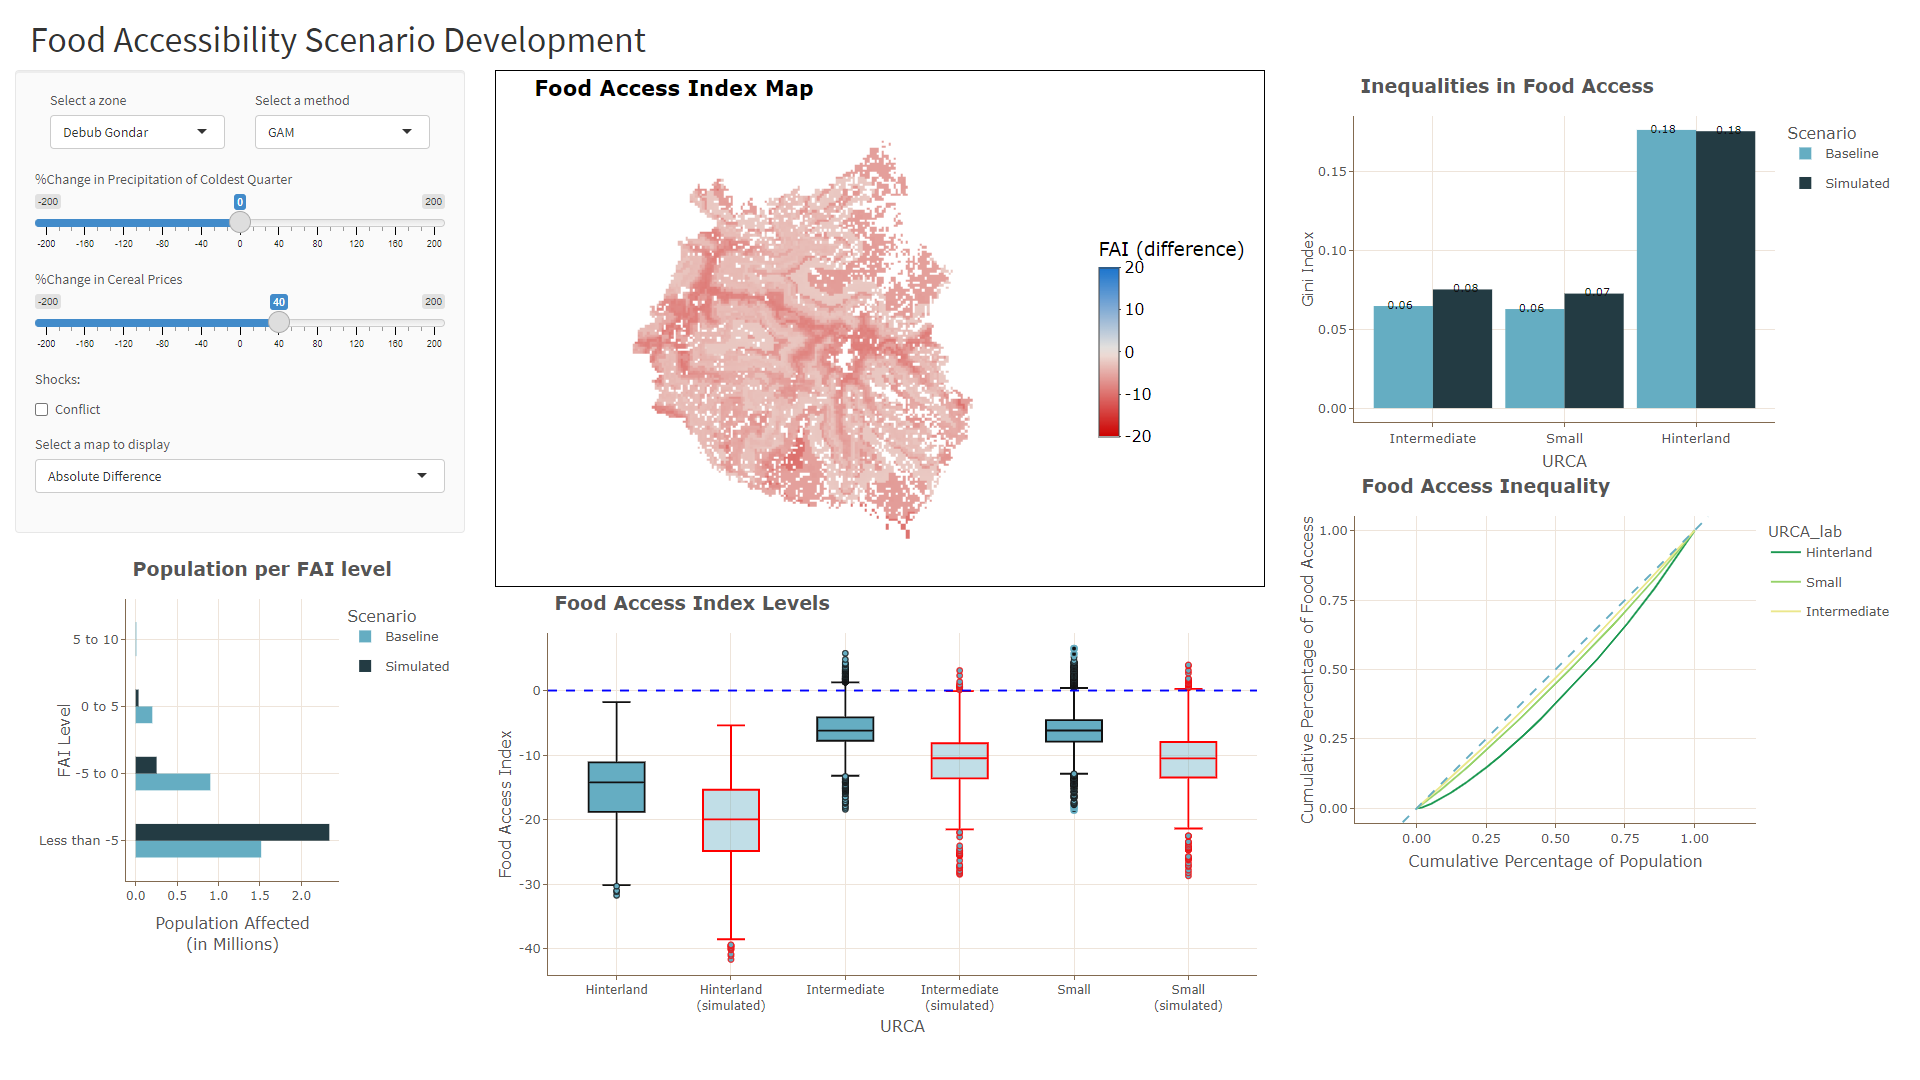 Food Accessibility Scenario Development
Select a zone
Select a method
Debub Gondar
GAM
%Change in Precipitation of Coldest Quarter
-200
0
200
-200 -160 -120 -80 -40 0 40 80 120 160 200
%Change in Cereal Prices
-200
40
200
-200 -160 -120 -80 -40 0 40 80 120 160 200
Shocks:
Conflict
Select a map to display
Absolute Difference
Population per FAI level
Scenario
Baseline
Simulated
FAI Level
5 to 10
0 to 5
-5 to 0
Less than -5
0.0 0.5 1.0 1.5 2.0
Population Affected
(in Millions)
Food Access Index Map
FAI (difference)
20
10
0
-10
-20
Food Access Index Levels
Food Access Index
0
-10
-20
-30
-40
Hinterland
Hinterland
(simulated)
Intermediate
Intermediate
(simulated)
Small
Small
(simulated)
URCA
Inequalities in Food Access
Scenario
Baseline
Simulated
Gini Index
0.15
0.10
0.05
0.00
0.06
0.08
0.06
0.07
0.18
0.18
Intermediate
Small
Hinterland
URCA
Food Access Inequality
URCA_lab
Hinterland
Small
Intermediate
Cumulative Percentage of Food Access
1.00
0.75
0.50
0.25
0.00
0.00 0.25 0.50 0.75 1.00
Cumulative Percentage of Population